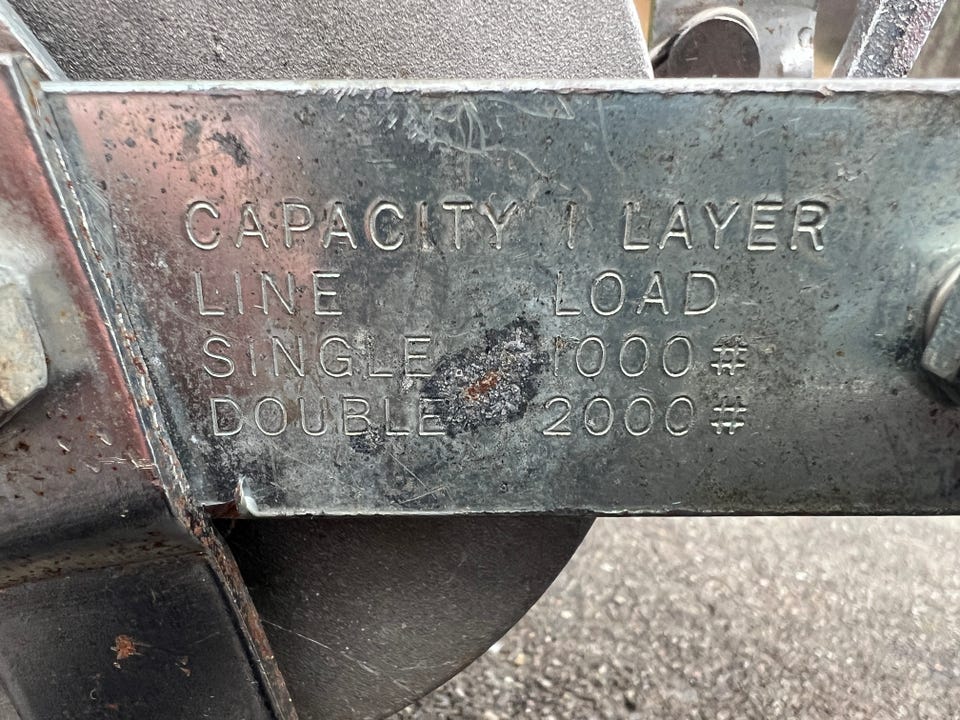 CAPACITY 1 LAYER
LINE LOAD
SINGLE 1000#
DOUBLE 2000#